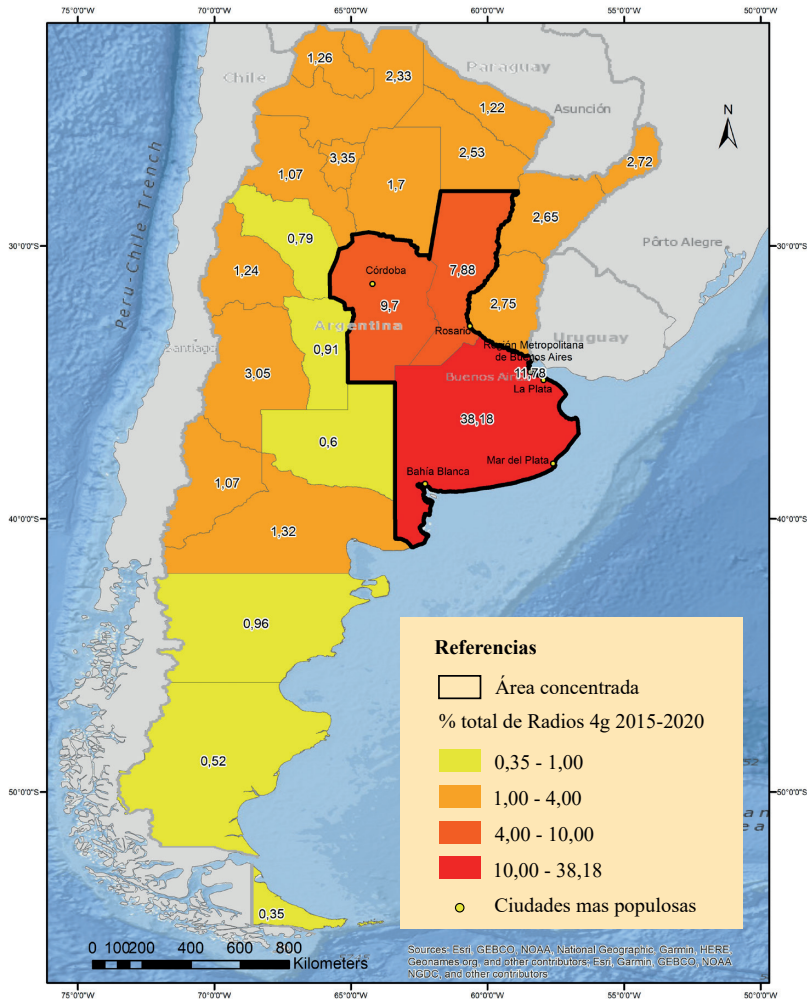 75°0'0"W 70°0'0"W 65°0'0"W 60°0'0"W 55°0'0"W 50°0'0"W
1,26
Chile
2,33
Paraguay
1,22
Asunción
N
2,53
3,35
2,72
1,07
1,7
2,65
Peru-Chile Trench
0,79
30°0'0"S
30°0'0"S
Pôrto Alegre
1,24
7,88
Córdoba
9,7
2,75
Argentina
Rosario
Uruguay
Santiago
0,91
Región Metropolitana
de Buenos Aires
3,05
Buenos Aires
11,78
La Plata
38,18
0,6
Mar del Plata
Bahía Blanca
1,07
40°0'0"S
40°0'0"S
1,32
0,96
Referencias
Área concentrada
% total de Radios 4g 2015-2020
0,35 - 1,00
1,00 - 4,00
4,00 - 10,00
10,00 - 38,18
Ciudades mas populosas
0,52
50°0'0"S
50°0'0"S
0,35
0 100200 400 600 800
Kilometers
Sources: Esri, GEBCO, NOAA, National Geographic, Garmin, HERE,
Geonames.org, and other contributors; Esri, Garmin, GEBCO, NOAA
NGDC, and other contributors
75°0'0"W 70°0'0"W 65°0'0"W 60°0'0"W 55°0'0"W 50°0'0"W